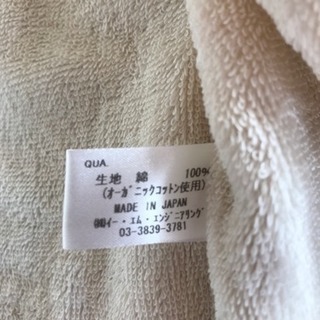 QUA.
生地 綿 100%
(オーガニックコットン使用)
MADE IN JAPAN
㈱イー・エム・エンジニアリング
03-3839-3781